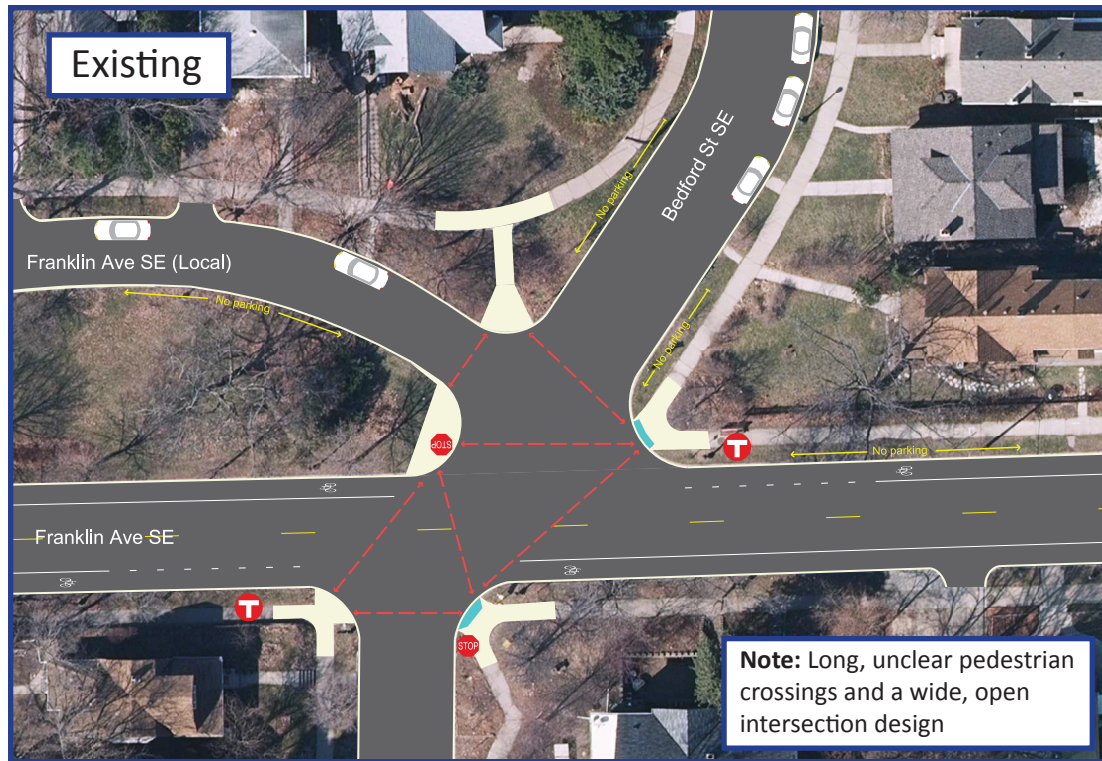 Existing
Bedford St SE
No parking
Franklin Ave SE (Local)
No parking
No parking
STOP
T
No parking
Franklin Ave SE
T
STOP
Note: Long, unclear pedestrian
crossings and a wide, open
intersection design